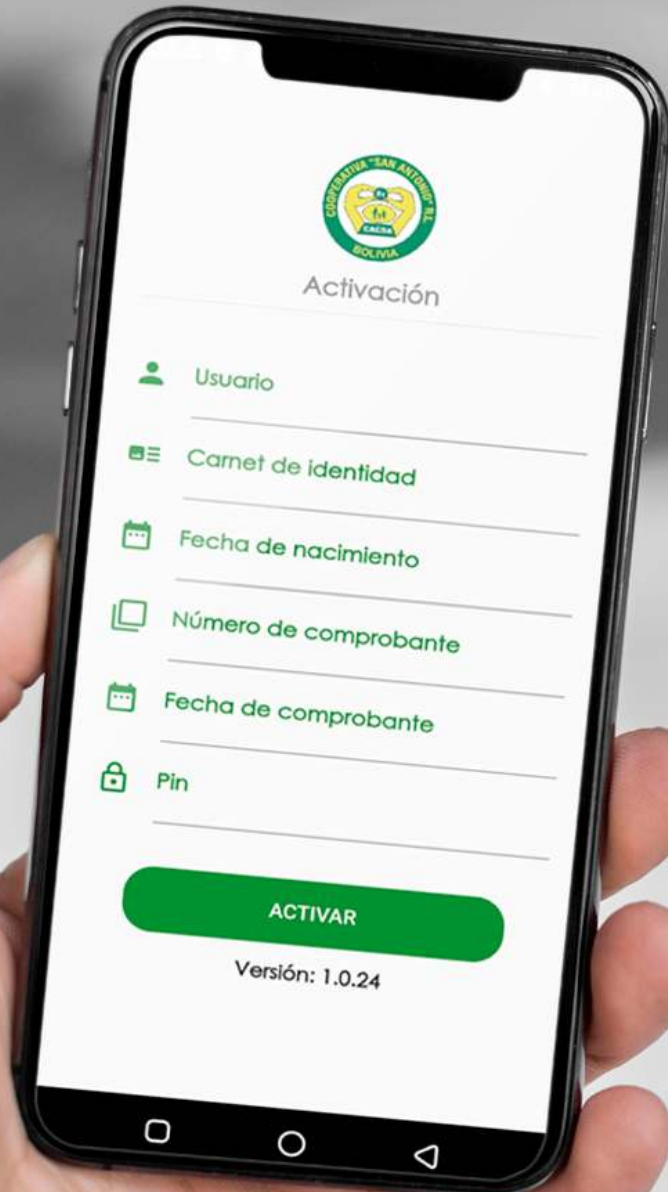 COOPERATIVA "SAN ANTONIO" R.L.
CACSA
BOLIVIA
Activación
Usuario
Carnet de identidad
Fecha de nacimiento
Número de comprobante
Fecha de comprobante
Pin
ACTIVAR
Versión: 1.0.24